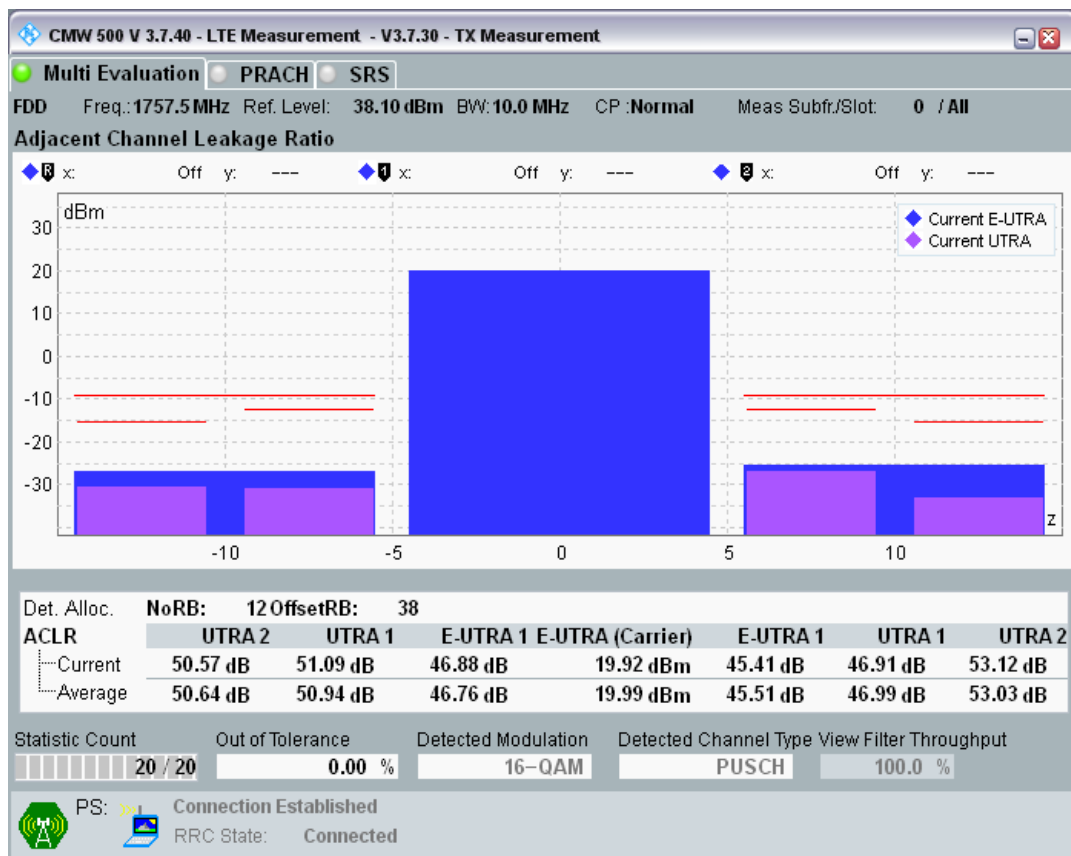 CMW 500 V 3.7.40 - LTE Measurement - V3.7.30 - TX Measurement
Multi Evaluation PRACH SRS
FDD Freq.: 1757.5 MHz Ref. Level: 38.10 dBm BW: 10.0 MHz CP :Normal Meas Subfr./Slot: 0 / All
Adjacent Channel Leakage Ratio
R x: Off y: --- 1 x: Off y: --- 2 x: Off y: ---
dBm
Current E-UTRA
Current UTRA
30
20
10
0
-10
-20
-30
z
-10 -5 0 5 10
Det. Alloc. NoRB: 12 OffsetRB: 38
ACLR UTRA 2 UTRA 1 E-UTRA 1 E-UTRA (Carrier) E-UTRA 1 UTRA 1 UTRA 2
Current 50.57 dB 51.09 dB 46.88 dB 19.92 dBm 45.41 dB 46.91 dB 53.12 dB
Average 50.64 dB 50.94 dB 46.76 dB 19.99 dBm 45.51 dB 46.99 dB 53.03 dB
Statistic Count Out of Tolerance Detected Modulation Detected Channel Type View Filter Throughput
20 / 20 0.00 % 16-QAM PUSCH 100.0 %
PS: Connection Established
RRC State: Connected